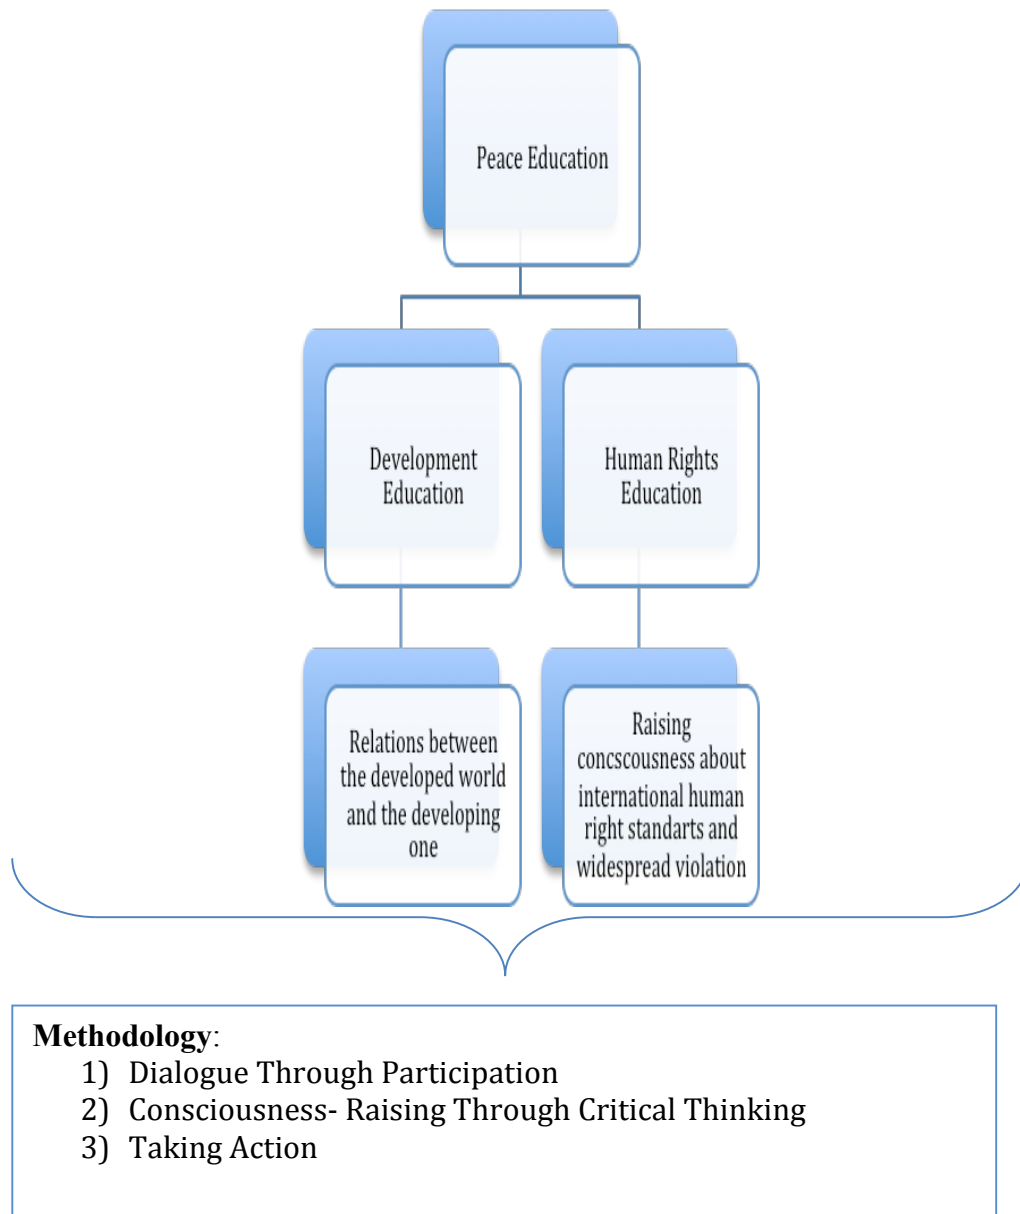 Peace Education
Development
Education
Human Rights
Education
Relations between
the developed world
and the developing
one
Raising
concscousness about
international human
right standarts and
widespread violation
Methodology:
1) Dialogue Through Participation
2) Consciousness- Raising Through Critical Thinking
3) Taking Action